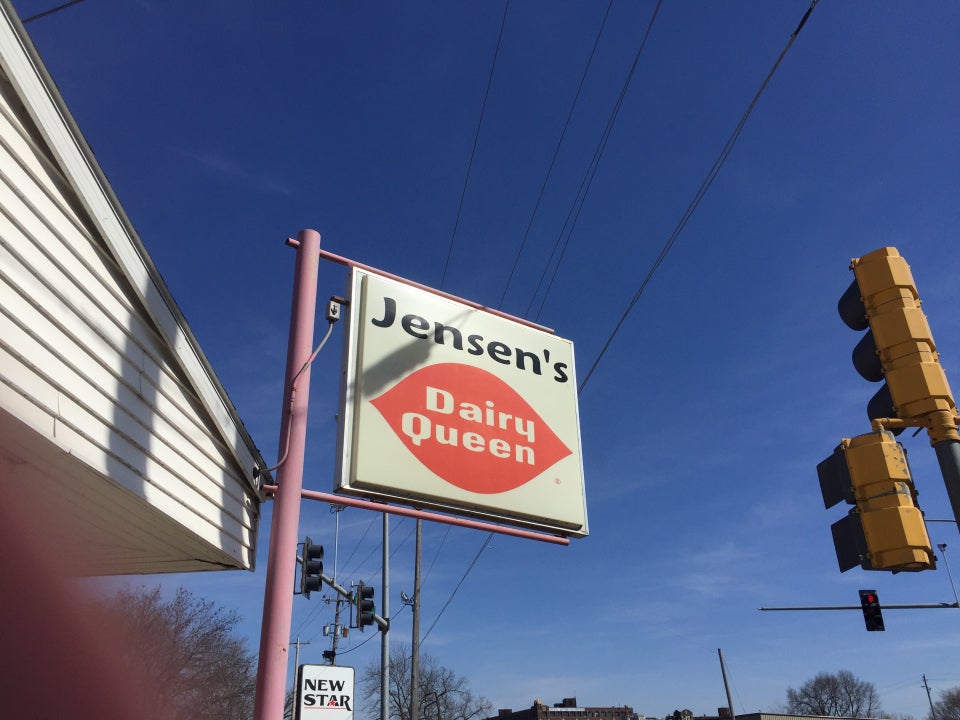 Jensen's
Dairy
Queen
®
NEW
STAR